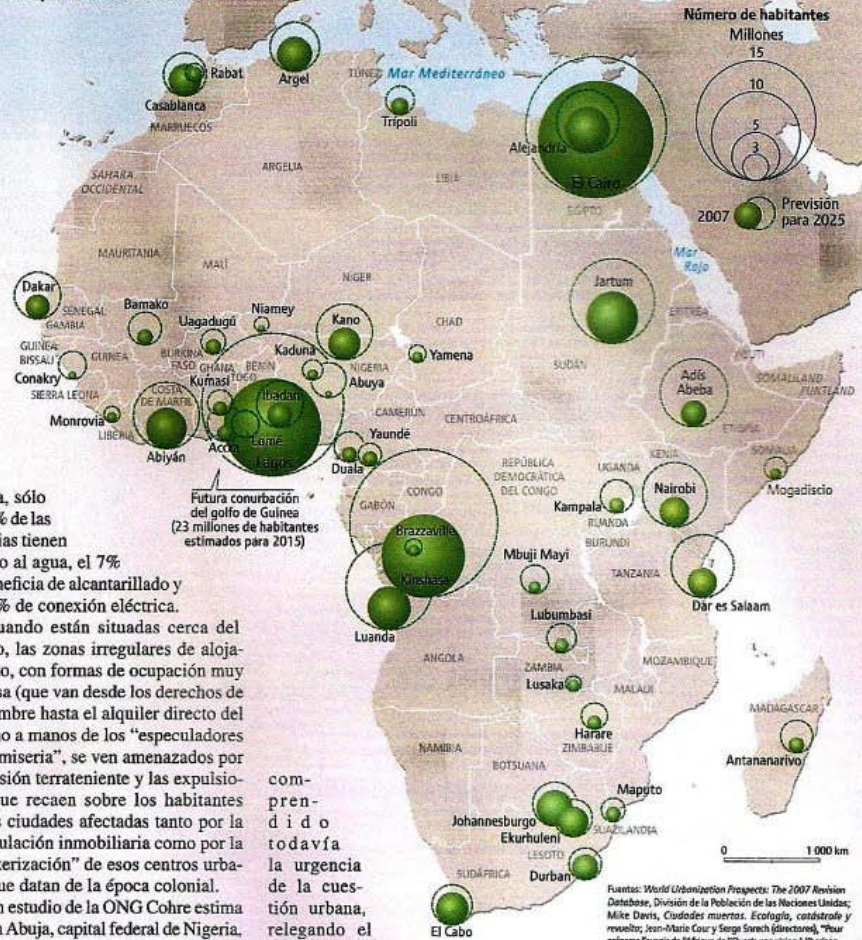 Número de habitantes
Millones
15
10
5
3
2007
Previsión
para 2025
Rabat
Casablanca
MARRUECOS
Argel
TÚNEZ
Mar Mediterráneo
Trípoli
Alejandría
El Cairo
EGIPTO
SAHARA
OCCIDENTAL
ARGELIA
LIBIA
Mar
Rojo
MAURITANIA
MALÍ
NIGER
CHAD
Jartum
SUDÁN
ERITREA
Dakar
SENEGAL
GAMBIA
GUINEA
BISSAU
GUINEA
Conakry
SIERRA LEONA
Monrovia
LIBERIA
Bamako
Uagadugú
BURKINA
FASO
Niamey
Kano
Kaduna
NIGERIA
Abuya
Yamena
GHANA
TOGO
BENÍN
Kumasi
COSTA
DE MARFIL
Abiyán
Accra
Ibadan
Lomé
Lagos
CAMERÚN
Yaundé
Duala
CENTROÁFRICA
Adís
Abeba
ETIOPÍA
SOMALILAND
PUNTLAND
SOMALIA
Mogadiscio
Futura conurbación
del golfo de Guinea
(23 millones de habitantes
estimados para 2015)
GABÓN
CONGO
Brazzaville
Kinshasa
REPÚBLICA
DEMOCRÁTICA
DEL CONGO
UGANDA
KENIA
Kampala
Nairobi
RUANDA
BURUNDI
TANZANIA
Dar es Salaam
Luanda
Mbuji Mayi
Lubumbasi
ANGOLA
ZAMBIA
Lusaka
MALAUI
MOZAMBIQUE
Harare
ZIMBABUE
MADAGASCAR
Antananarivo
NAMIBIA
BOTSUANA
Maputo
Johannesburgo
Ekurhuleni
SUAZILANDIA
LESOTO
Durban
SUDÁFRICA
El Cabo
0 1 000 km
a, sólo
% de las
ias tienen
o al agua, el 7%
neficia de alcantarillado y
% de conexión eléctrica.
uando están situadas cerca del
o, las zonas irregulares de aloja-
to, con formas de ocupación muy
sa (que van desde los derechos de
mbre hasta el alquiler directo del
no a manos de los “especuladores
miseria”, se ven amenazados por
sión terrateniente y las expulsio-
ue recaen sobre los habitantes
s ciudades afectadas tanto por la
ulación inmobiliaria como por la
erización” de esos centros urba-
ue datan de la época colonial.
n estudio de la ONG Cohre estima
Abuja, capital federal de Nigeria,
com-
pren-
dido
todavía
la urgencia
de la cues-
tión urbana,
relegando el
Fuentes: World Urbanization Prospects: The 2007 Revision
Database, División de la Población de las Naciones Unidas;
Mike Davis, Ciudades muertas. Ecología, catástrofe y
revuelta; Jean-Marie Cour y Serge Snrech (directores), "Pour